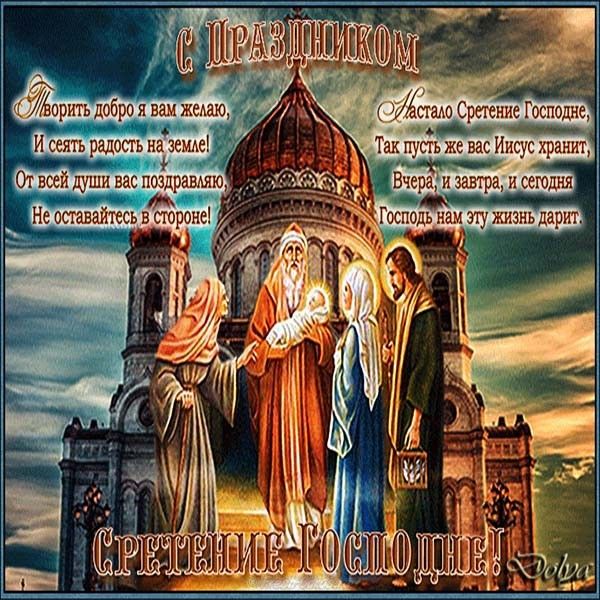 С Праздником
Творить добро я вам желаю,
И сеять радость на земле!
От всей души вас поздравляю,
Не оставайтесь в стороне!
Настало Сретение Господне,
Так пусть же вас Иисус хранит,
Вчера, и завтра, и сегодня
Господь нам эту жизнь дарит.
Сретение Господне!
Dolya